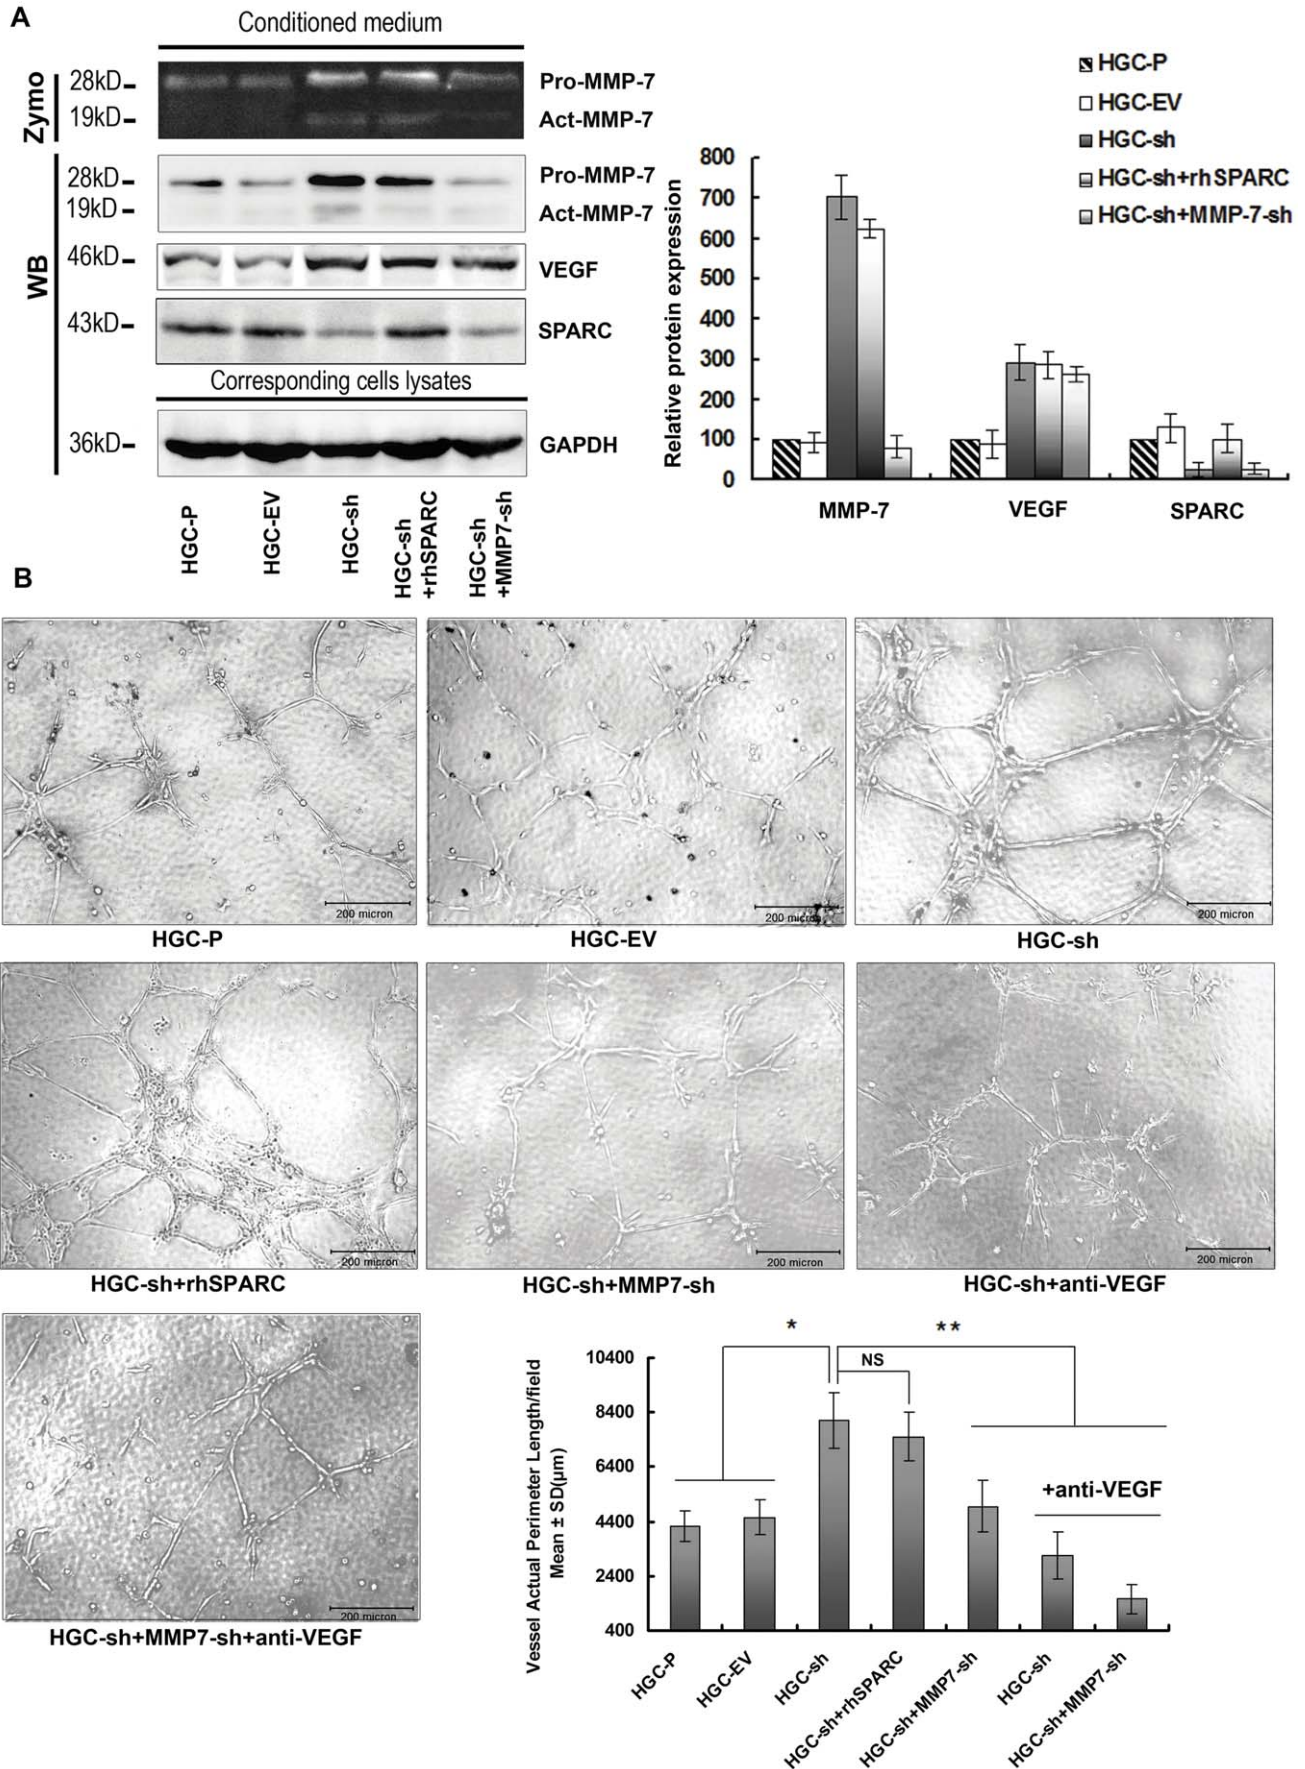 A
Conditioned medium
Zymo
28kD
Pro-MMP-7
19kD
Act-MMP-7
WB
28kD
Pro-MMP-7
19kD
Act-MMP-7
46kD
VEGF
43kD
SPARC
Corresponding cells lysates
36kD
GAPDH
HGC-P
HGC-EV
HGC-sh
HGC-sh
+rhSPARC
HGC-sh
+MMP7-sh
HGC-P
HGC-EV
HGC-sh
HGC-sh+rhSPARC
HGC-sh+MMP-7-sh
Relative protein expression
800
700
600
500
400
300
200
100
0
MMP-7
VEGF
SPARC
B
200 micron
200 micron
200 micron
HGC-P
HGC-EV
HGC-sh
200 micron
200 micron
200 micron
HGC-sh+rhSPARC
HGC-sh+MMP7-sh
HGC-sh+anti-VEGF
200 micron
HGC-sh+MMP7-sh+anti-VEGF
Vessel Actual Perimeter Length/field
Mean ± SD(µm)
*
**
NS
+anti-VEGF
10400
8400
6400
4400
2400
400
HGC-P
HGC-EV
HGC-sh
HGC-sh+rhSPARC
HGC-sh+MMP7-sh
HGC-sh
HGC-sh+MMP7-sh